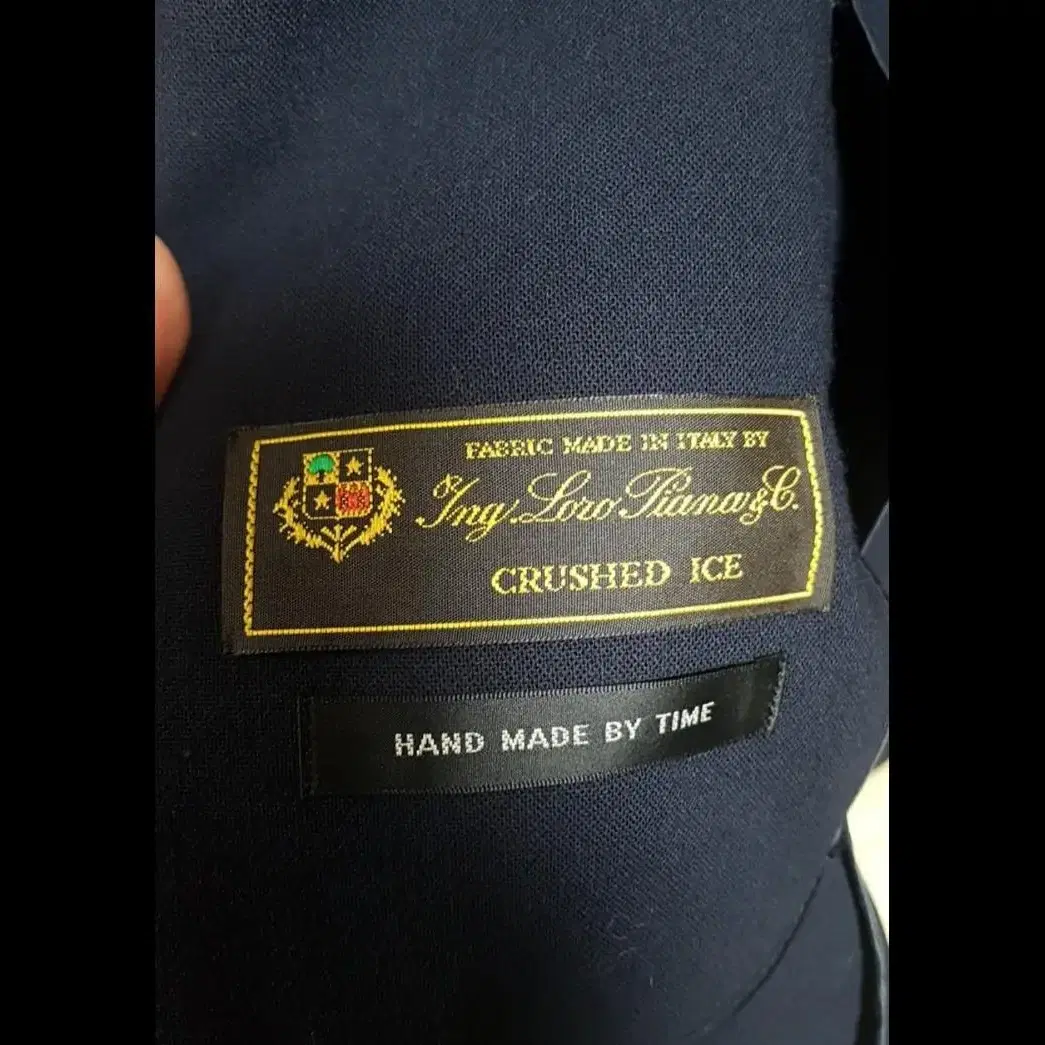 FABRIC MADE IN ITALY BY
Ing. Loro Piana & C.
CRUSHED ICE
HAND MADE BY TIME